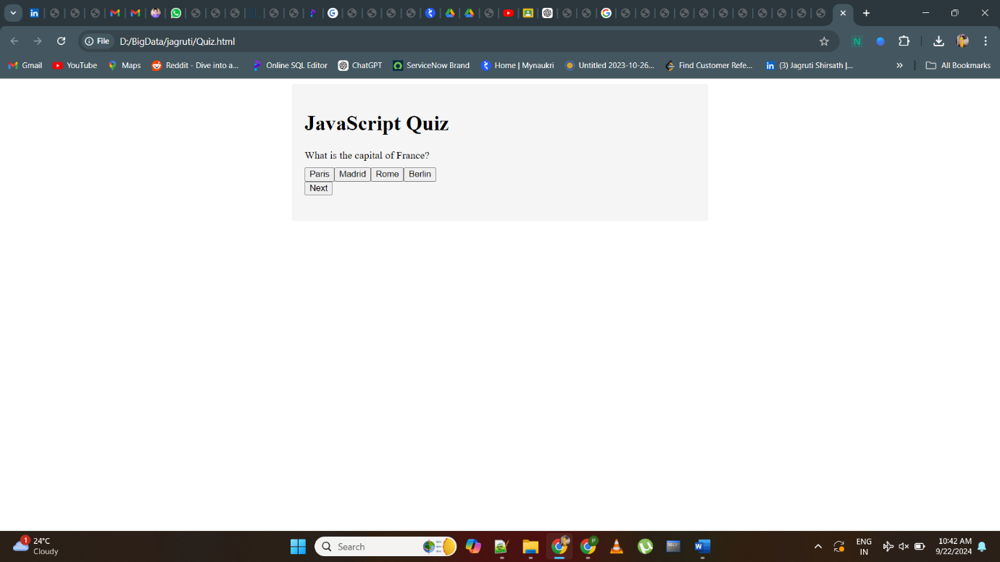 File
D:/BigData/jagruti/Quiz.html
Gmail
YouTube
Maps
Reddit - Dive into a...
Online SQL Editor
ChatGPT
ServiceNow Brand
Home | Mynaukri
Untitled 2023-10-26...
Find Customer Refe...
(3) Jagruti Shirsath |...
All Bookmarks
JavaScript Quiz
What is the capital of France?
Paris Madrid Rome Berlin
Next
1
24°C
Cloudy
Search
ENG
IN
10:42 AM
9/22/2024